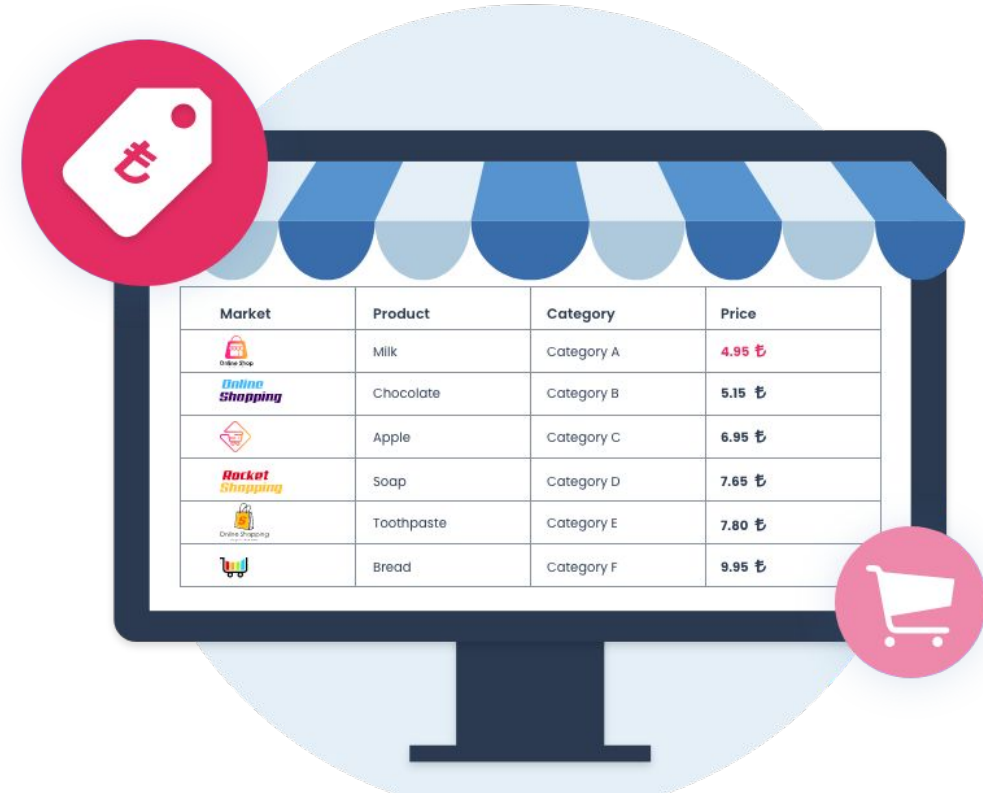 ₺
Market Product Category Price
Online Shop
Milk Category A 4.95 ₺
Online
Shopping
Chocolate Category B 5.15 ₺
Apple Category C 6.95 ₺
Rocket
Shopping
Soap Category D 7.65 ₺
S
Online Shopping
Toothpaste Category E 7.80 ₺
Bread Category F 9.95 ₺